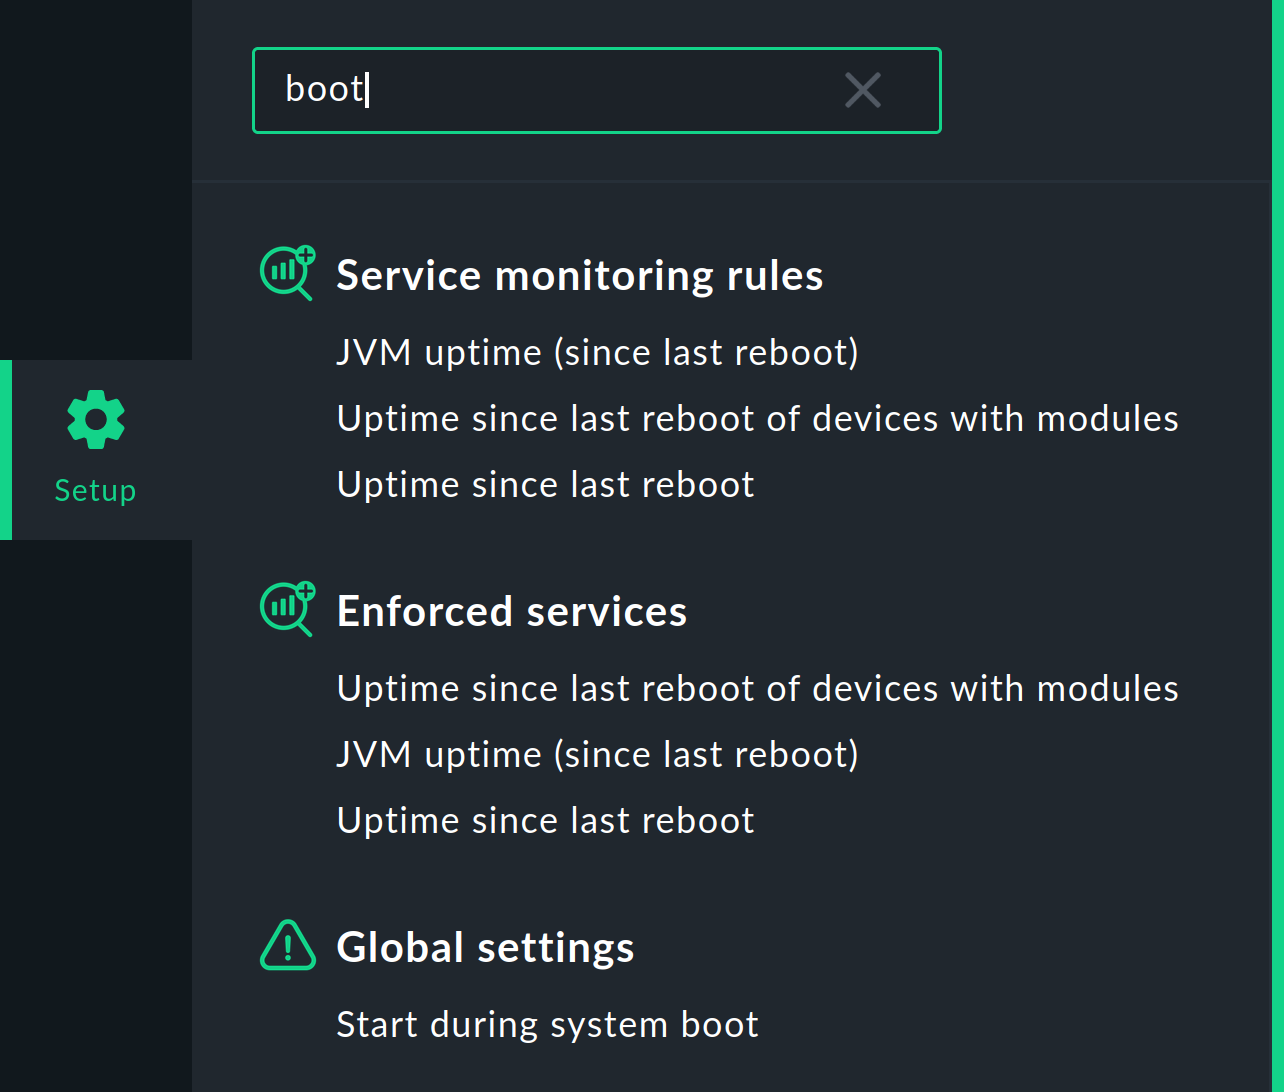 boot
Service monitoring rules
JVM uptime (since last reboot)
Uptime since last reboot of devices with modules
Uptime since last reboot
Setup
Enforced services
Uptime since last reboot of devices with modules
JVM uptime (since last reboot)
Uptime since last reboot
Global settings
Start during system boot